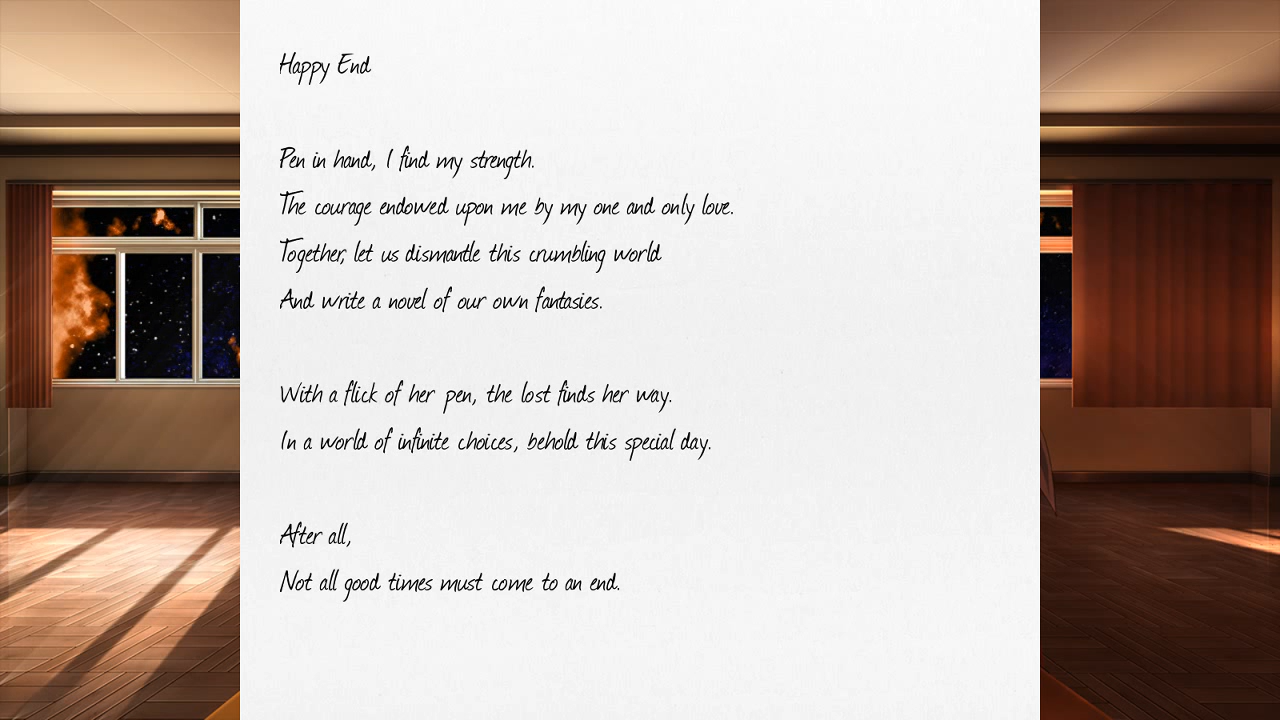 Happy End
Pen in hand, I find my strength.
The courage endowed upon me by my one and only love.
Together, let us dismantle this crumbling world
And write a novel of our own fantasies.
With a flick of her pen, the lost finds her way.
In a world of infinite choices, behold this special day.
After all,
Not all good times must come to an end.